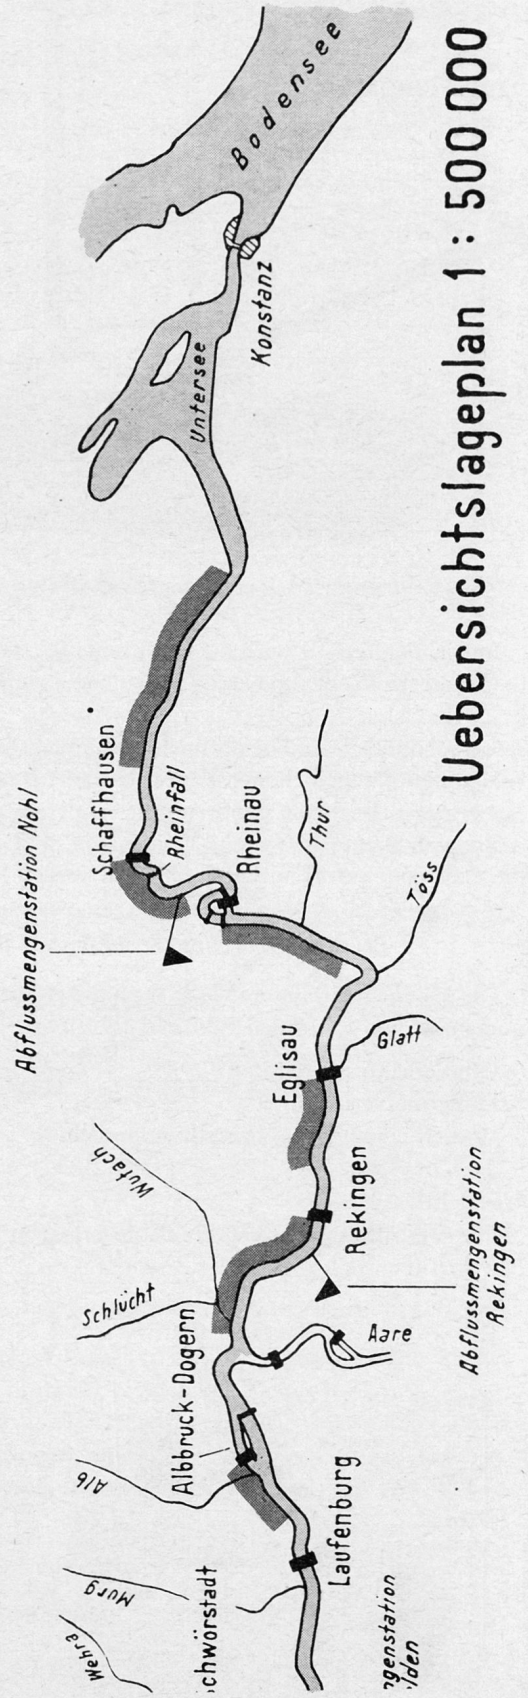 Uebersichtslageplan 1 : 500 000
Bodensee
Konstanz
Untersee
Schaffhausen
Rheinfall
Abflussmengenstation Nohl
Rheinau
Thur
Töss
Glatt
Eglisau
Wutach
Rekingen
Abflussmengenstation
Rekingen
Schlücht
Aare
Albbruck-Dogern
Alb
Laufenburg
Murg
chwörstadt
Wehra
ngenstation
lden